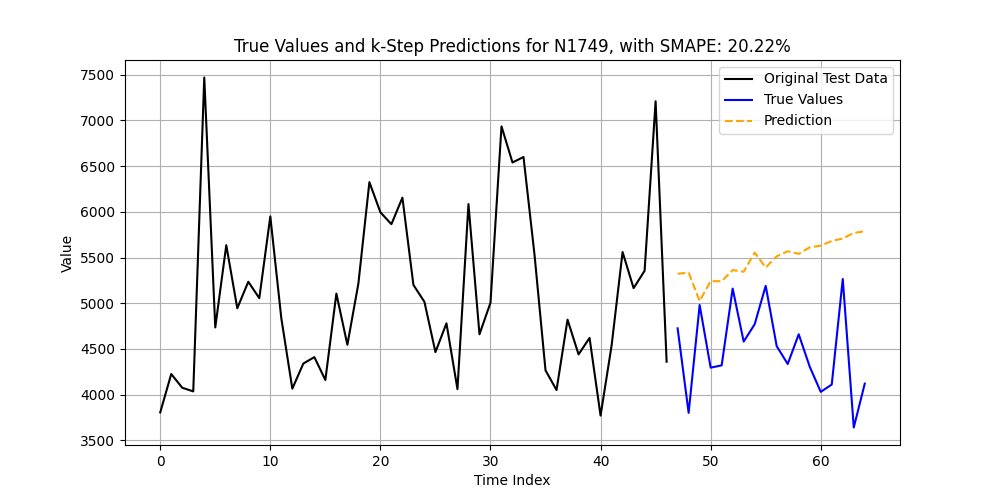 True Values and k-Step Predictions for N1749, with SMAPE: 20.22%
Original Test Data
True Values
Prediction
Value
7500
7000
6500
6000
5500
5000
4500
4000
3500
0 10 20 30 40 50 60
Time Index